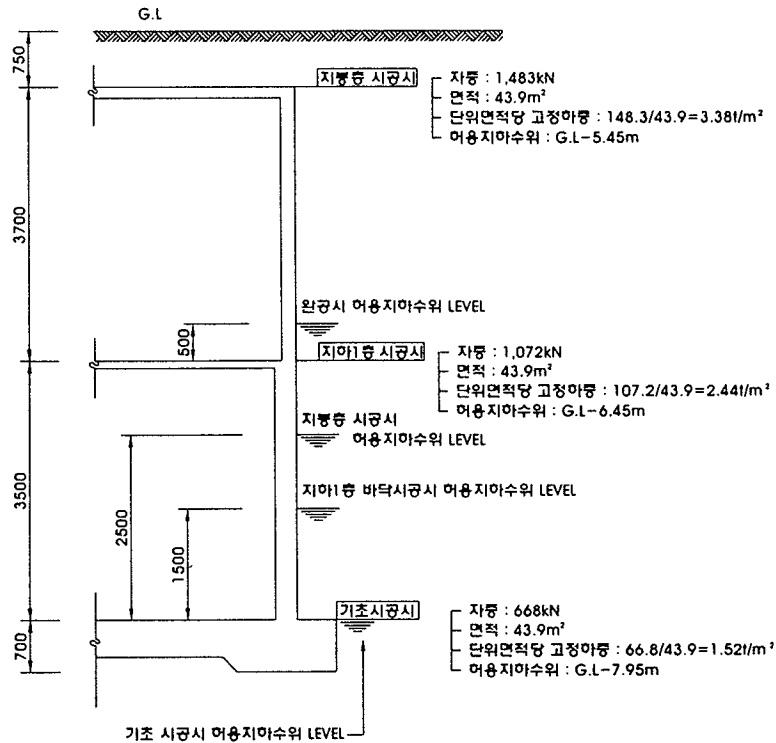 G.L
750
지붕층 시공시
자중 : 1,483kN
면적 : 43.9m²
단위면적당 고정하중 : 148.3/43.9=3.38t/m²
허용지하수위 : G.L-5.45m
3700
완공시 허용지하수위 LEVEL
500
지하1층 시공시
자중 : 1,072kN
면적 : 43.9m²
단위면적당 고정하중 : 107.2/43.9=2.44t/m²
허용지하수위 : G.L-6.45m
지붕층 시공시
허용지하수위 LEVEL
3500
2500
지하1층 바닥시공시 허용지하수위 LEVEL
1500
기초시공시
자중 : 668kN
면적 : 43.9m²
단위면적당 고정하중 : 66.8/43.9=1.52t/m²
허용지하수위 : G.L-7.95m
700
기초 시공시 허용지하수위 LEVEL